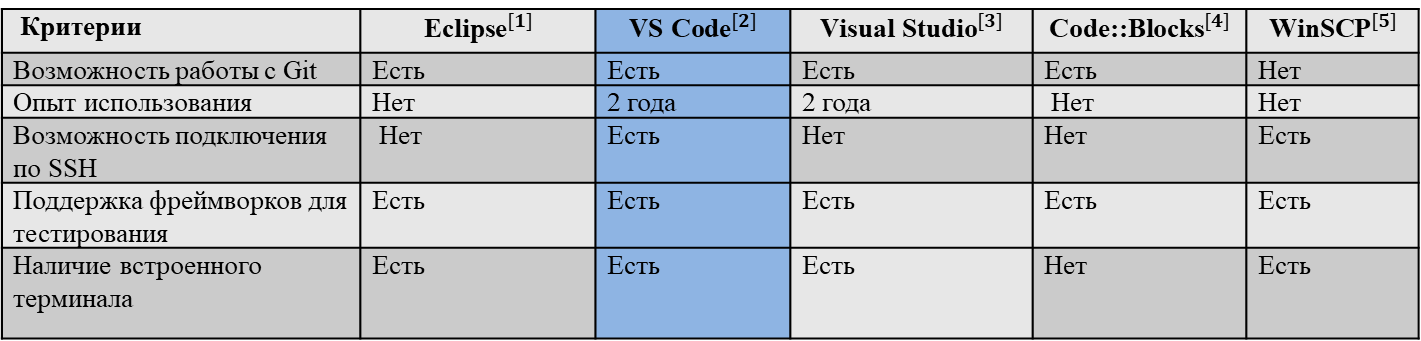 Критерии Eclipse[1] VS Code[2] Visual Studio[3] Code::Blocks[4] WinSCP[5]
Возможность работы с Git Есть Есть Есть Есть Нет
Опыт использования Нет 2 года 2 года Нет Нет
Возможность подключения Нет Есть Нет Нет Есть
по SSH
Поддержка фреймворков для Есть Есть Есть Есть Есть
тестирования
Наличие встроенного Есть Есть Есть Нет Есть
терминала